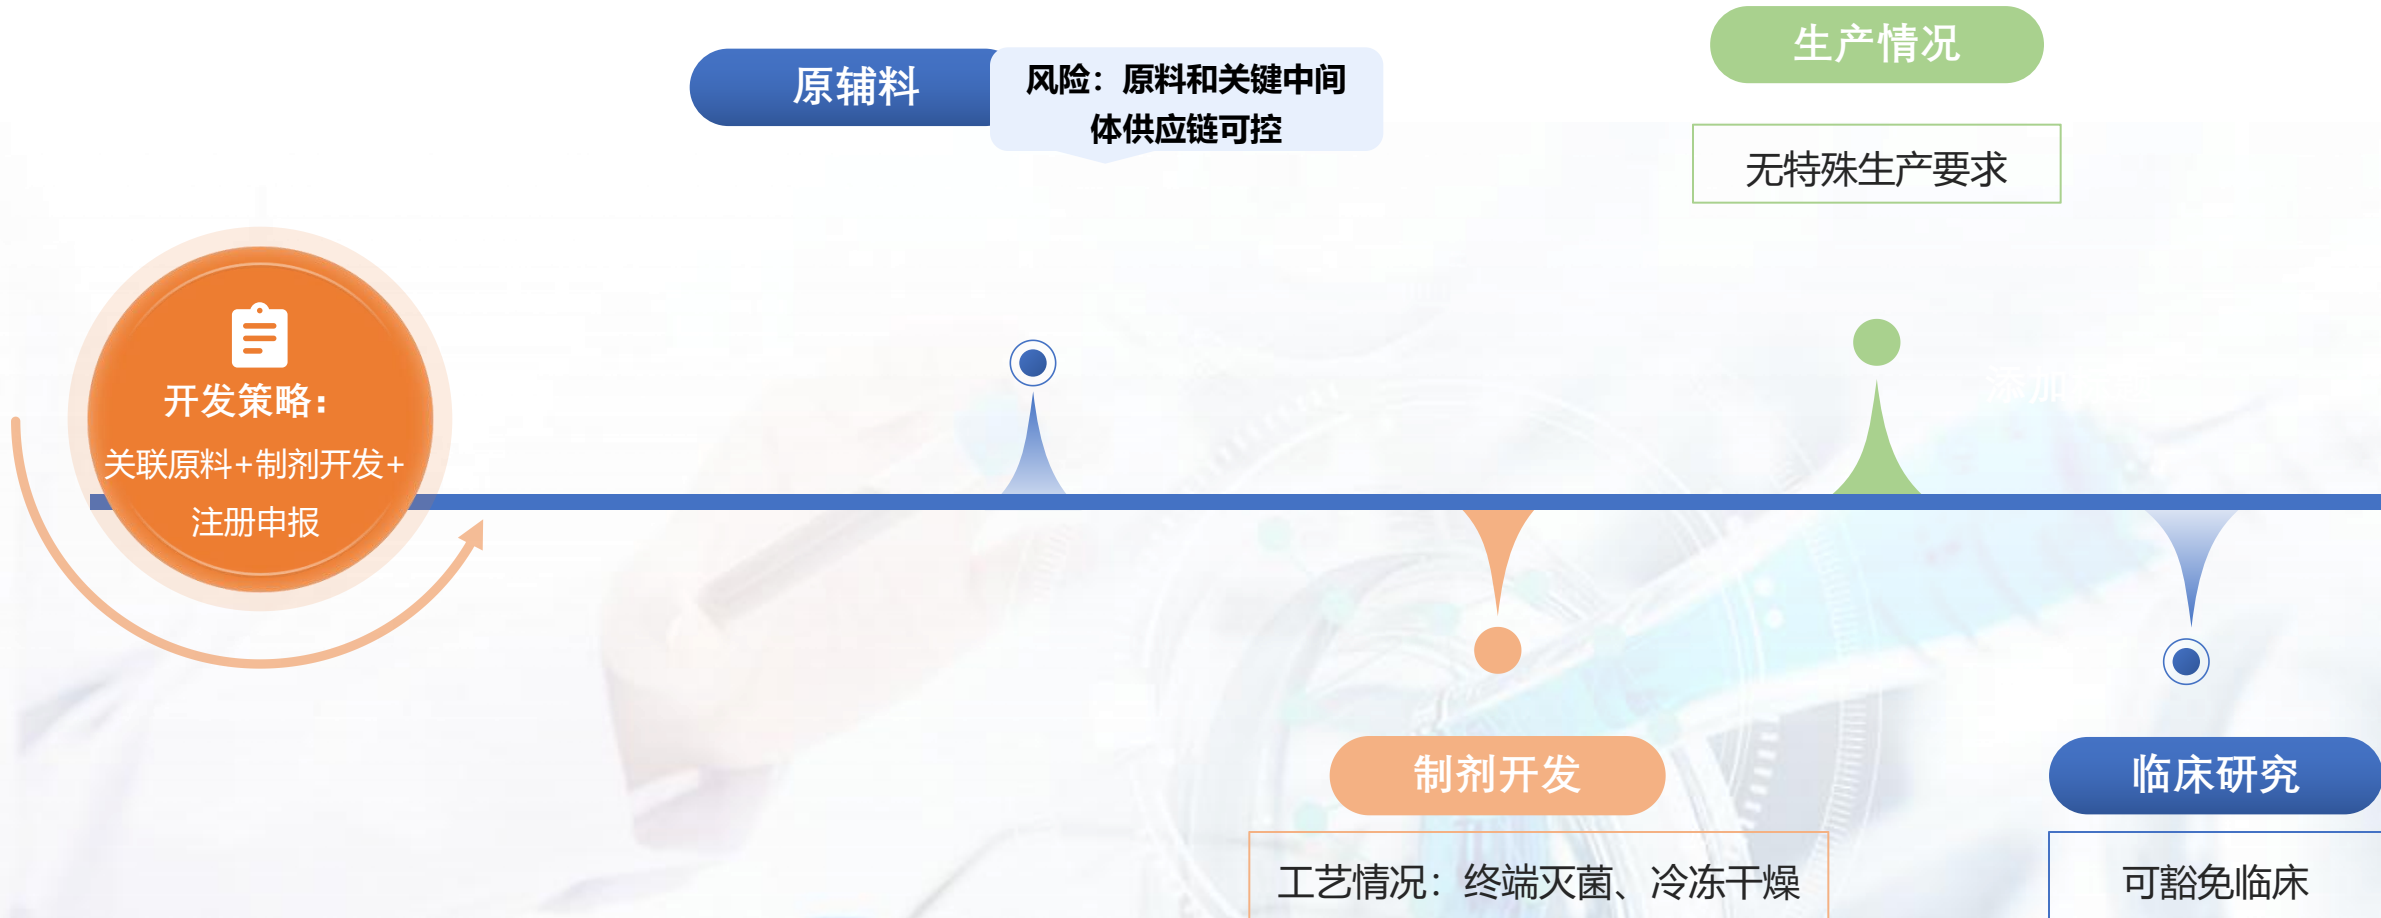 生产情况
原辅料
风险：原料和关键中间
体供应链可控
无特殊生产要求
开发策略：
关联原料+制剂开发+
注册申报
添加
制剂开发
工艺情况：终端灭菌、冷冻干燥
临床研究
可豁免临床